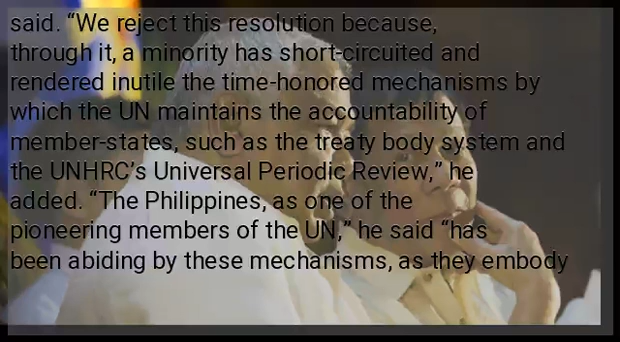 said. “We reject this resolution because,
through it, a minority has short-circuited and
rendered inutile the time-honored mechanisms by
which the UN maintains the accountability of
member-states, such as the treaty body system and
the UNHRC’s Universal Periodic Review,” he
added. “The Philippines, as one of the
pioneering members of the UN,” he said “has
been abiding by these mechanisms, as they embody